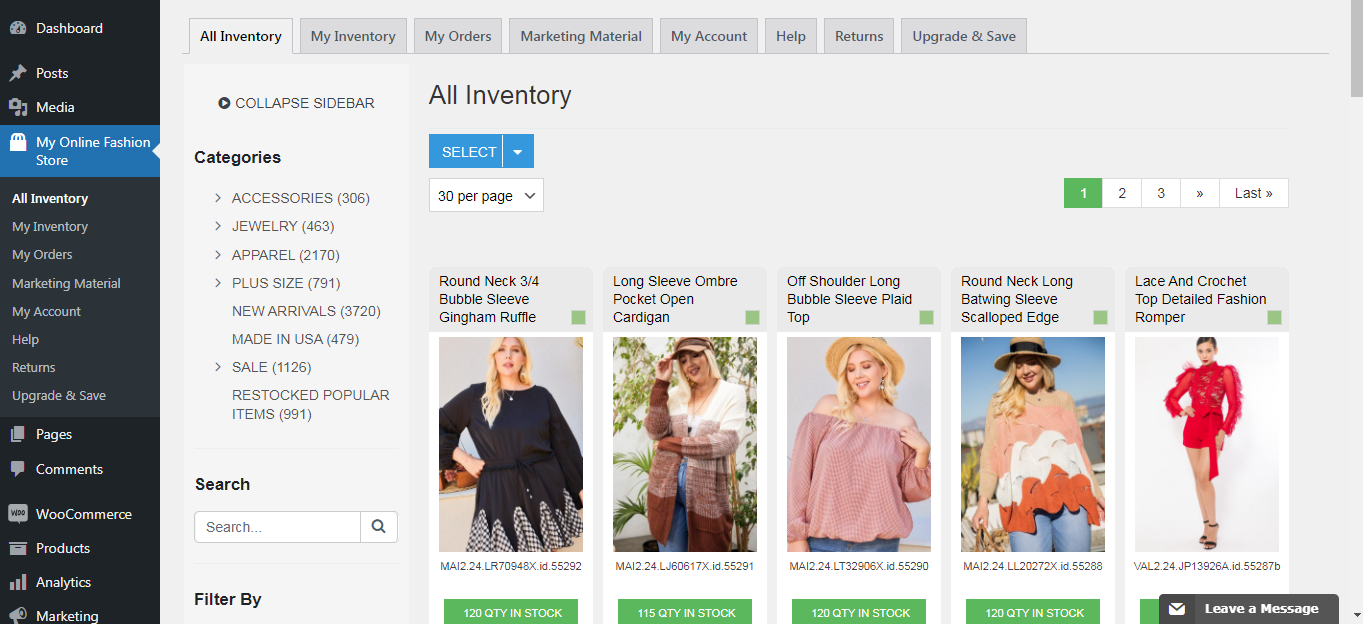 Dashboard
Posts
Media
My Online Fashion
Store
All Inventory
My Inventory
My Orders
Marketing Material
My Account
Help
Returns
Upgrade & Save
Pages
Comments
WooCommerce
Products
Analytics
Marketing
All Inventory
My Inventory
My Orders
Marketing Material
My Account
Help
Returns
Upgrade & Save
COLLAPSE SIDEBAR
Categories
ACCESSORIES (306)
JEWELRY (463)
APPAREL (2170)
PLUS SIZE (791)
NEW ARRIVALS (3720)
MADE IN USA (479)
SALE (1126)
RESTOCKED POPULAR
ITEMS (991)
Search
Search...
Filter By
All Inventory
SELECT
30 per page
1 2 3 » Last »
Round Neck 3/4
Bubble Sleeve
Gingham Ruffle
MAI2.24.LR70948X.id.55292
120 QTY IN STOCK
Long Sleeve Ombre
Pocket Open
Cardigan
MAI2.24.LJ60617X.id.55291
115 QTY IN STOCK
Off Shoulder Long
Bubble Sleeve Plaid
Top
MAI2.24.LT32906X.id.55290
120 QTY IN STOCK
Round Neck Long
Batwing Sleeve
Scalloped Edge
MAI2.24.LL20272X.id.55288
120 QTY IN STOCK
Lace And Crochet
Top Detailed Fashion
Romper
VAL2.24.JP13926A.id.55287b
Leave a Message